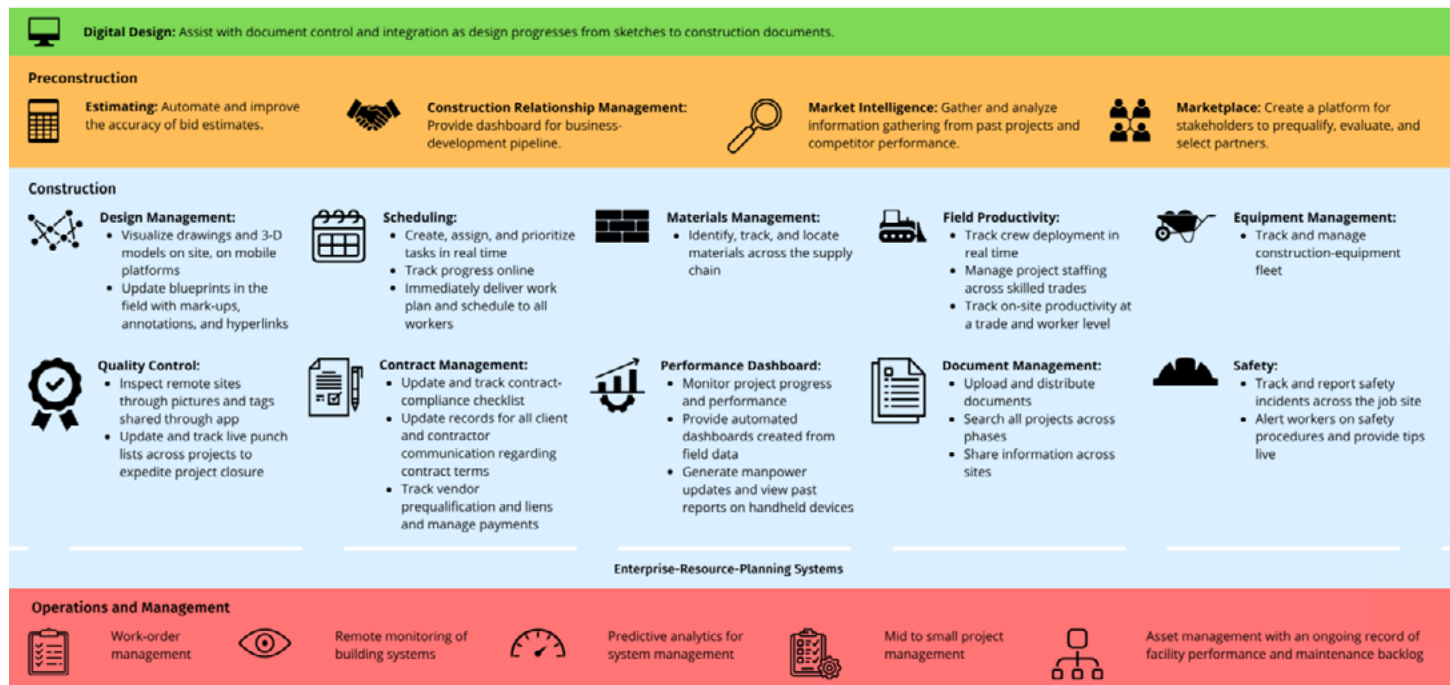 Digital Design: Assist with document control and integration as design progresses from sketches to construction documents.
Preconstruction
Estimating: Automate and improve
the accuracy of bid estimates.
Construction Relationship Management:
Provide dashboard for business-
development pipeline.
Market Intelligence: Gather and analyze
information gathering from past projects and
competitor performance.
Marketplace: Create a platform for
stakeholders to prequalify, evaluate, and
select partners.
Construction
Design Management:
• Visualize drawings and 3-D
models on site, on mobile
platforms
• Update blueprints in the
field with mark-ups,
annotations, and hyperlinks
Scheduling:
• Create, assign, and prioritize
tasks in real time
• Track progress online
• Immediately deliver work
plan and schedule to all
workers
Materials Management:
• Identify, track, and locate
materials across the supply
chain
Field Productivity:
• Track crew deployment in
real time
• Manage project staffing
across skilled trades
• Track on-site productivity at
a trade and worker level
Equipment Management:
• Track and manage
construction-equipment
fleet
Quality Control:
• Inspect remote sites
through pictures and tags
shared through app
• Update and track live punch
lists across projects to
expedite project closure
Contract Management:
• Update and track contract-
compliance checklist
• Update records for all client
and contractor
communication regarding
contract terms
• Track vendor
prequalification and liens
and manage payments
Performance Dashboard:
• Monitor project progress
and performance
• Provide automated
dashboards created from
field data
• Generate manpower
updates and view past
reports on handheld devices
Document Management:
• Upload and distribute
documents
• Search all projects across
phases
• Share information across
sites
Safety:
• Track and report safety
incidents across the job site
• Alert workers on safety
procedures and provide tips
live
Enterprise-Resource-Planning Systems
Operations and Management
Work-order
management
Remote monitoring of
building systems
Predictive analytics for
system management
Mid to small project
management
Asset management with an ongoing record of
facility performance and maintenance backlog